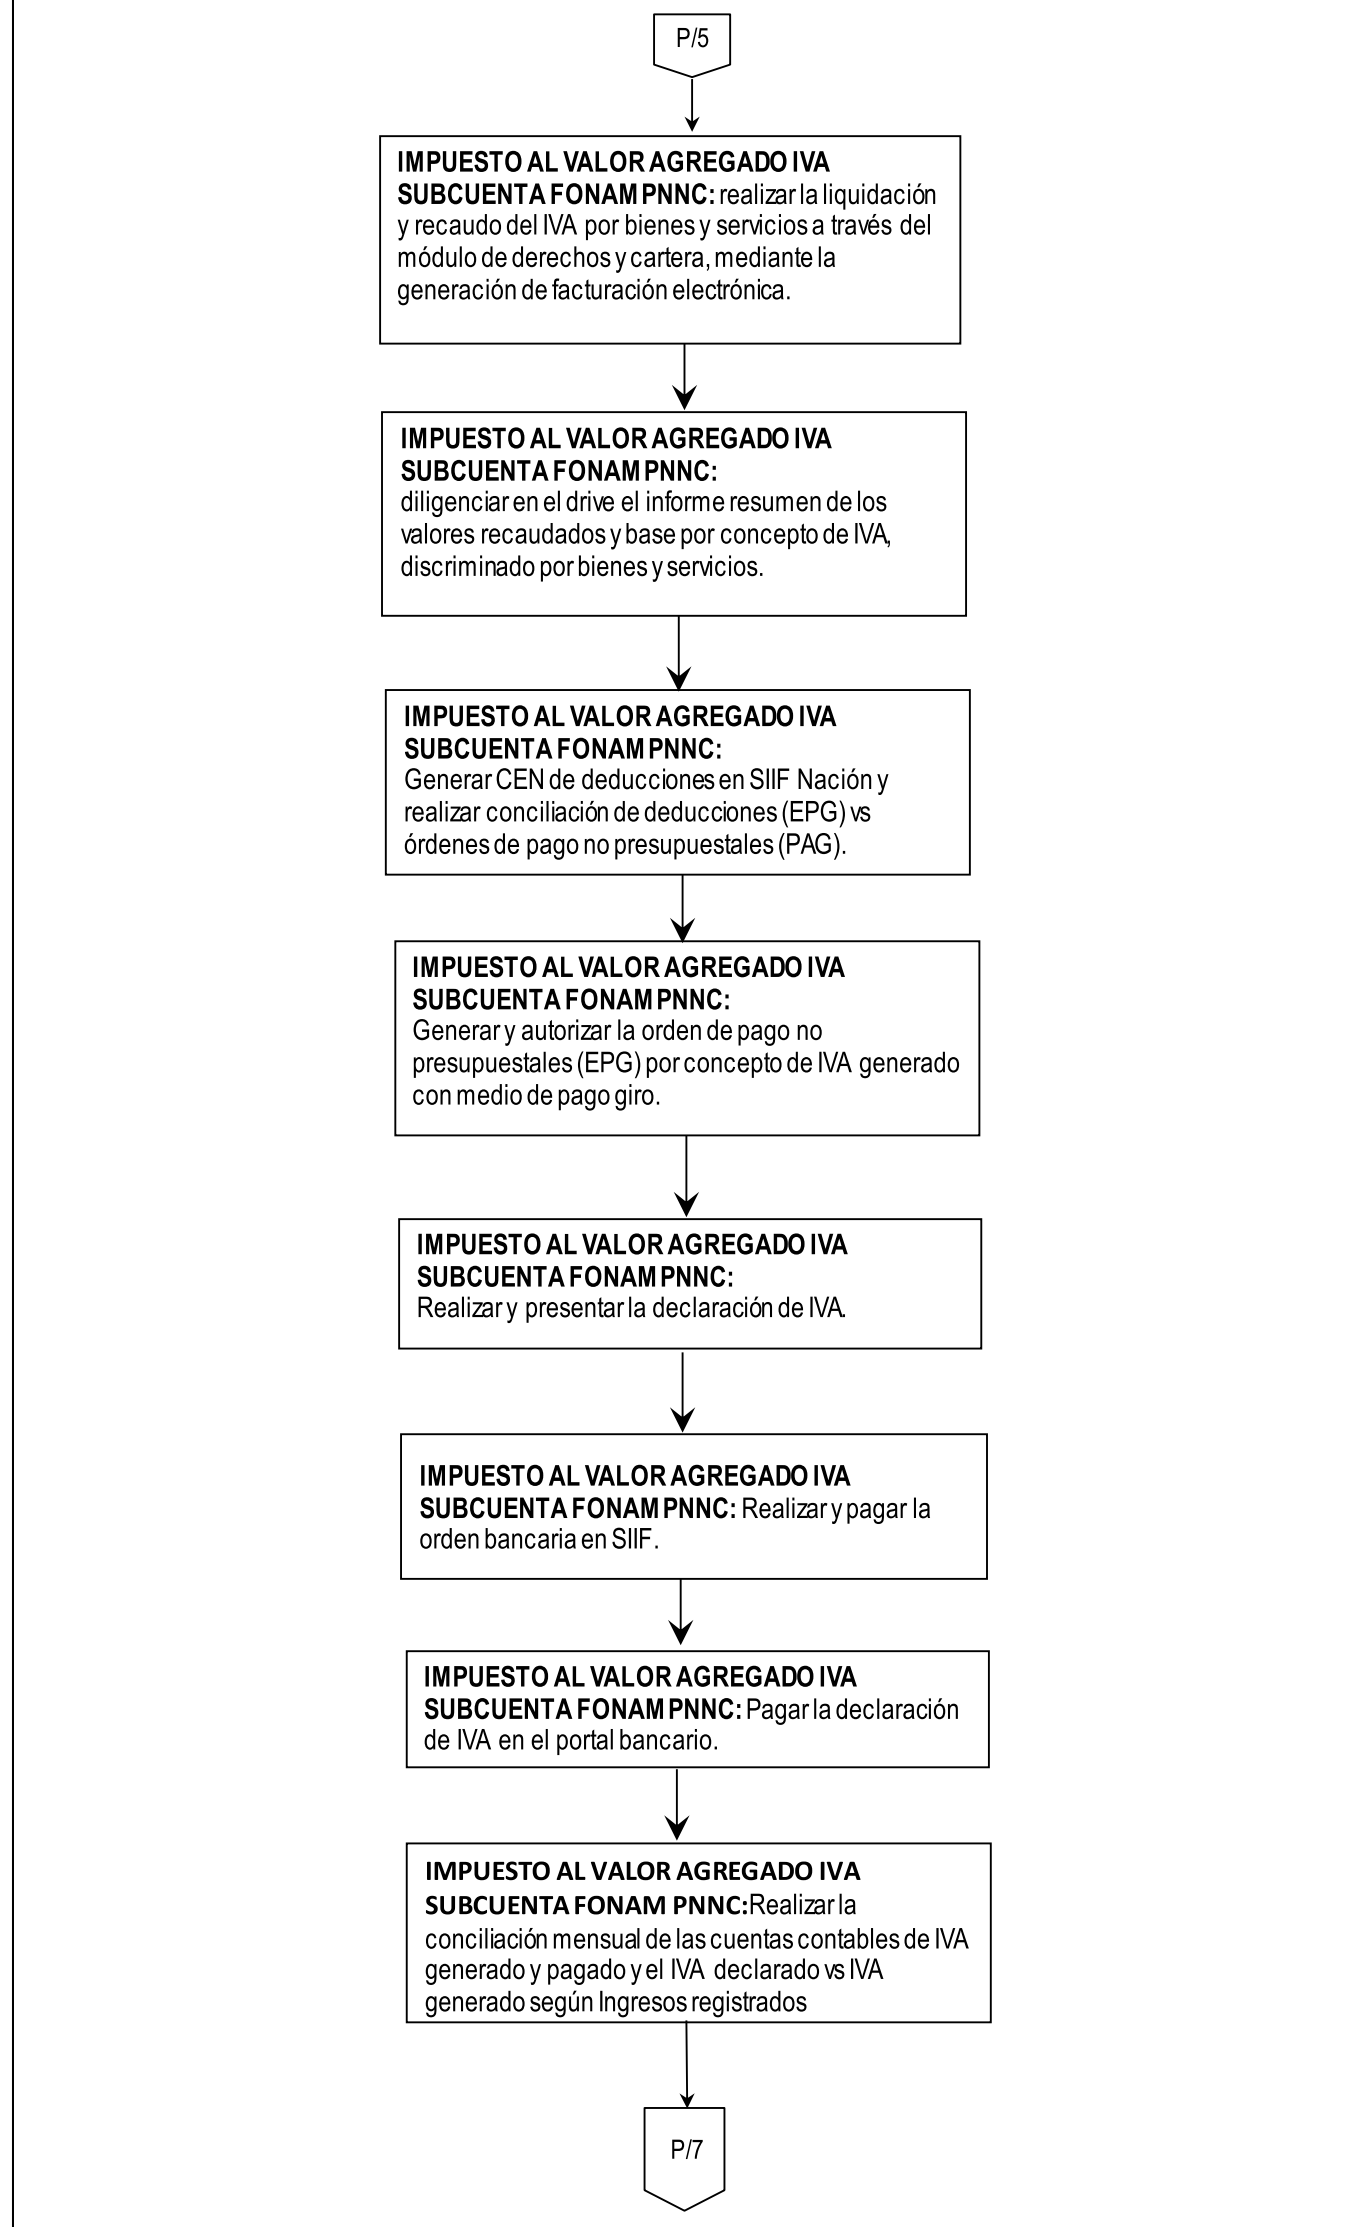 P/5
IMPUESTO AL VALOR AGREGADO IVA
SUBCUENTA FONAM PNNC: realizar la liquidación
y recaudo del IVA por bienes y servicios a través del
módulo de derechos y cartera, mediante la
generación de facturación electrónica.
IMPUESTO AL VALOR AGREGADO IVA
SUBCUENTA FONAM PNNC:
diligenciar en el drive el informe resumen de los
valores recaudados y base por concepto de IVA,
discriminado por bienes y servicios.
IMPUESTO AL VALOR AGREGADO IVA
SUBCUENTA FONAM PNNC:
Generar CEN de deducciones en SIIF Nación y
realizar conciliación de deducciones (EPG) vs
órdenes de pago no presupuestales (PAG).
IMPUESTO AL VALOR AGREGADO IVA
SUBCUENTA FONAM PNNC:
Generar y autorizar la orden de pago no
presupuestales (EPG) por concepto de IVA generado
con medio de pago giro.
IMPUESTO AL VALOR AGREGADO IVA
SUBCUENTA FONAM PNNC:
Realizar y presentar la declaración de IVA.
IMPUESTO AL VALOR AGREGADO IVA
SUBCUENTA FONAM PNNC: Realizar y pagar la
orden bancaria en SIIF.
IMPUESTO AL VALOR AGREGADO IVA
SUBCUENTA FONAM PNNC: Pagar la declaración
de IVA en el portal bancario.
IMPUESTO AL VALOR AGREGADO IVA
SUBCUENTA FONAM PNNC:Realizar la
conciliación mensual de las cuentas contables de IVA
generado y pagado y el IVA declarado vs IVA
generado según Ingresos registrados
P/7